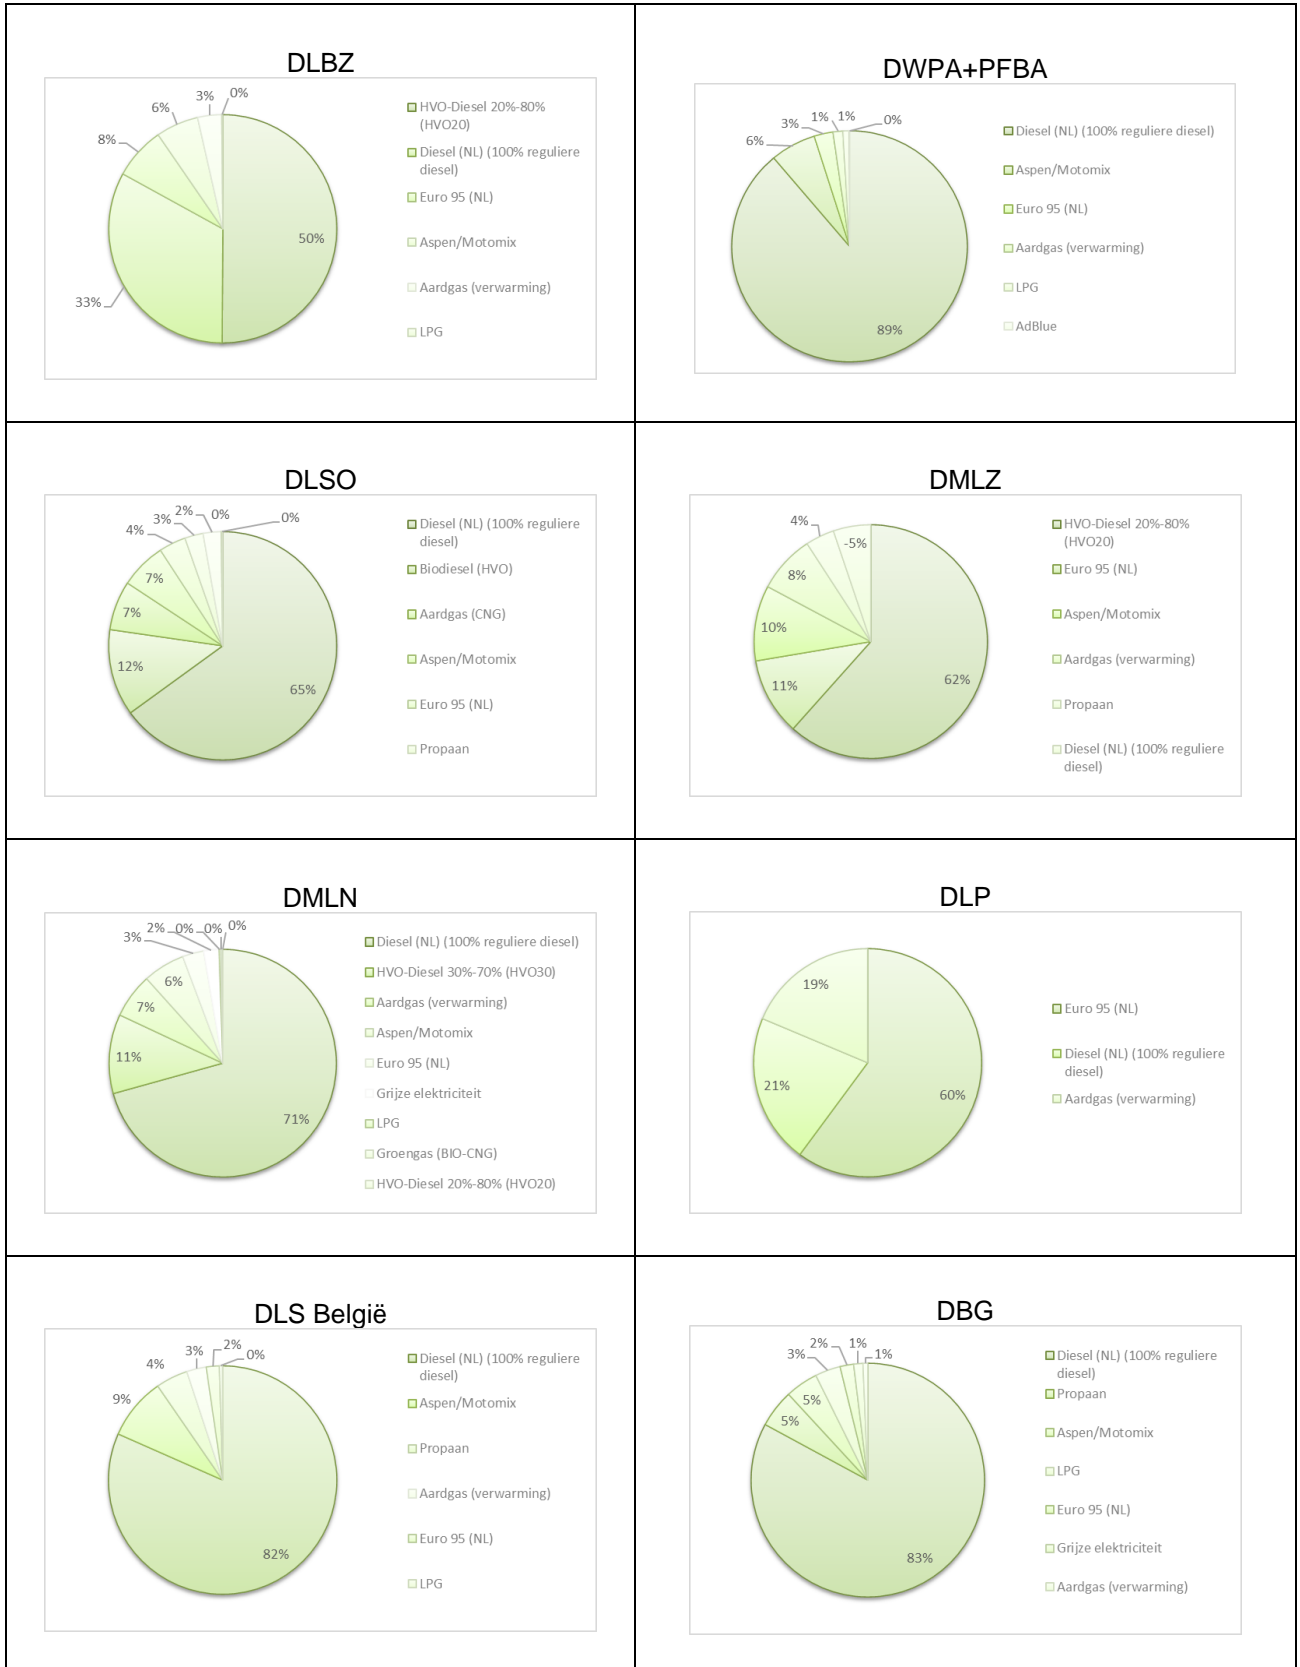 DLBZ
6%
3%
0%
8%
50%
33%
HVO-Diesel 20%-80%
(HVO20)
Diesel (NL) (100% reguliere
diesel)
Euro 95 (NL)
Aspen/Motomix
Aardgas (verwarming)
LPG
DWPA+PFBA
6%
3%
1%
1%
0%
89%
Diesel (NL) (100% reguliere diesel)
Aspen/Motomix
Euro 95 (NL)
Aardgas (verwarming)
LPG
AdBlue
DLSO
4%
3%
2%
0%
0%
7%
7%
12%
65%
Diesel (NL) (100% reguliere
diesel)
Biodiesel (HVO)
Aardgas (CNG)
Aspen/Motomix
Euro 95 (NL)
Propaan
DMLZ
4%
-5%
8%
10%
11%
62%
HVO-Diesel 20%-80%
(HVO20)
Euro 95 (NL)
Aspen/Motomix
Aardgas (verwarming)
Propaan
Diesel (NL) (100% reguliere
diesel)
DMLN
3%
2%
0%
0%
0%
6%
7%
11%
71%
Diesel (NL) (100% reguliere diesel)
HVO-Diesel 30%-70% (HVO30)
Aardgas (verwarming)
Aspen/Motomix
Euro 95 (NL)
Grijze elektriciteit
LPG
Groengas (BIO-CNG)
HVO-Diesel 20%-80% (HVO20)
DLP
19%
21%
60%
Euro 95 (NL)
Diesel (NL) (100% reguliere
diesel)
Aardgas (verwarming)
DLS België
4%
3%
2%
0%
9%
82%
Diesel (NL) (100% reguliere
diesel)
Aspen/Motomix
Propaan
Aardgas (verwarming)
Euro 95 (NL)
LPG
DBG
3%
2%
1%
1%
5%
5%
83%
Diesel (NL) (100% reguliere
diesel)
Propaan
Aspen/Motomix
LPG
Euro 95 (NL)
Grijze elektriciteit
Aardgas (verwarming)